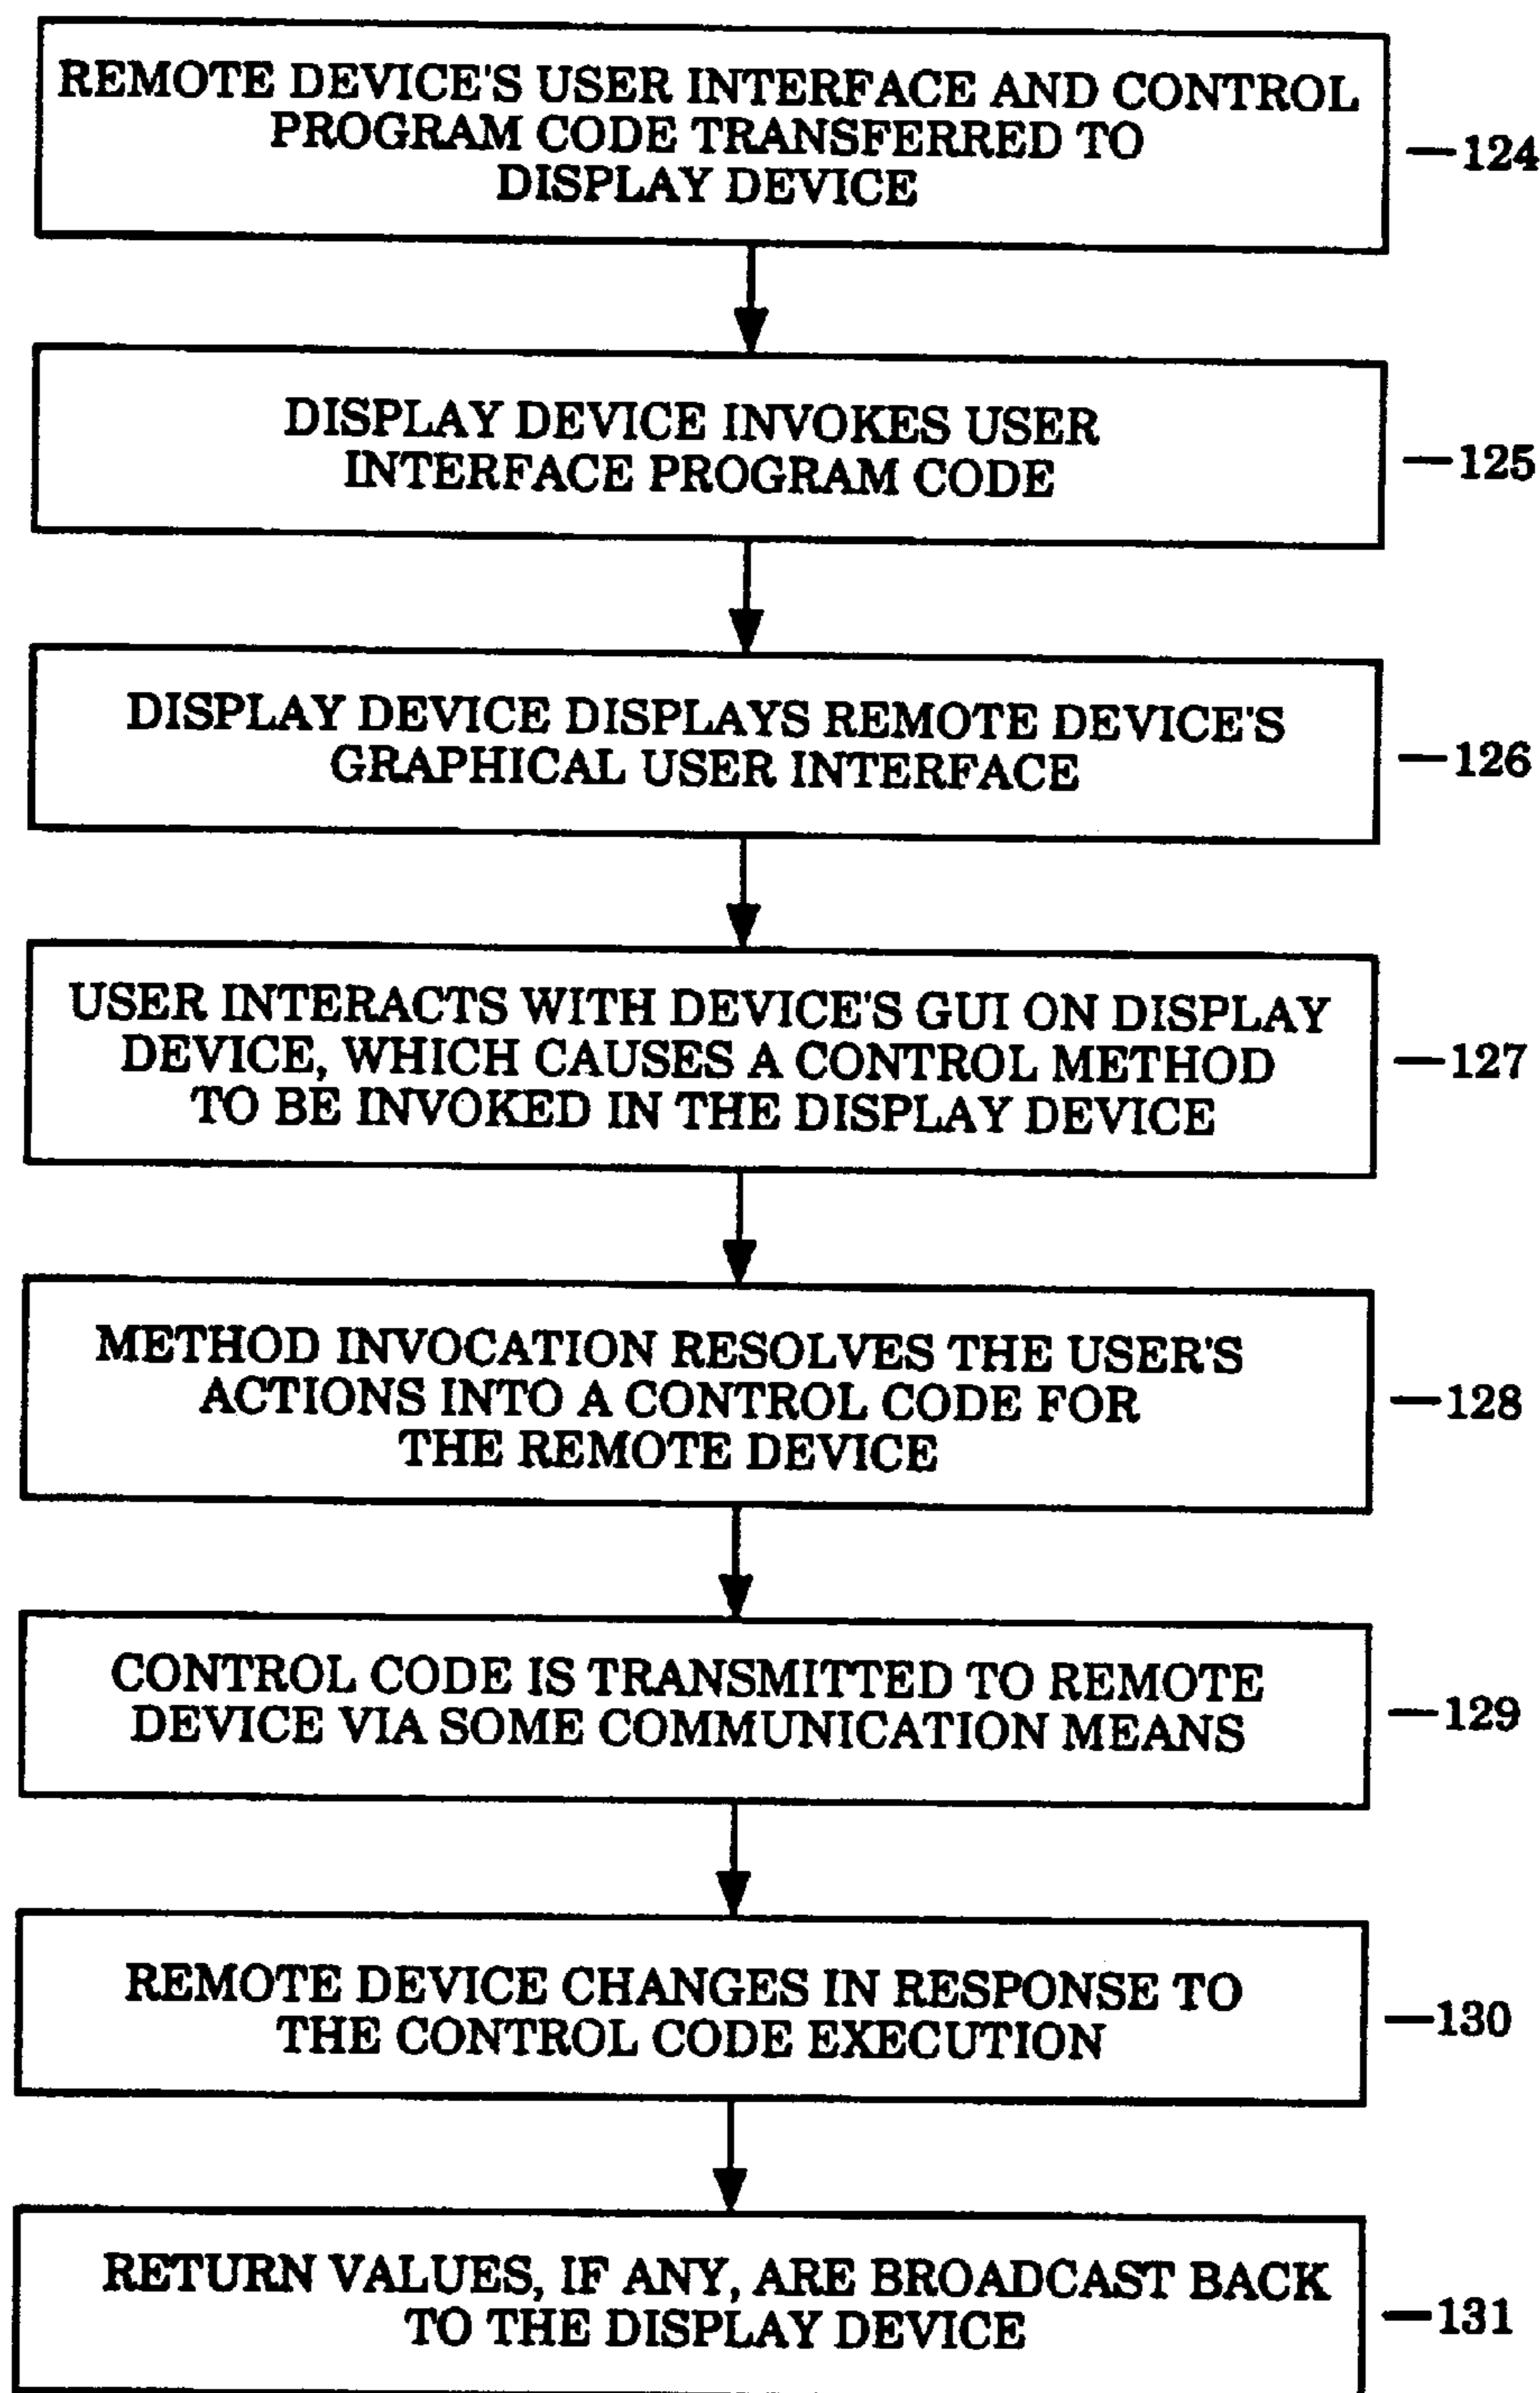 REMOTE DEVICE'S USER INTERFACE AND CONTROL
PROGRAM CODE TRANSFERRED TO
DISPLAY DEVICE
124
DISPLAY DEVICE INVOKES USER
INTERFACE PROGRAM CODE
125
DISPLAY DEVICE DISPLAYS REMOTE DEVICE'S
GRAPHICAL USER INTERFACE
126
USER INTERACTS WITH DEVICE'S GUI ON DISPLAY
DEVICE, WHICH CAUSES A CONTROL METHOD
TO BE INVOKED IN THE DISPLAY DEVICE
127
METHOD INVOCATION RESOLVES THE USER'S
ACTIONS INTO A CONTROL CODE FOR
THE REMOTE DEVICE
128
CONTROL CODE IS TRANSMITTED TO REMOTE
DEVICE VIA SOME COMMUNICATION MEANS
129
REMOTE DEVICE CHANGES IN RESPONSE TO
THE CONTROL CODE EXECUTION
130
RETURN VALUES, IF ANY, ARE BROADCAST BACK
TO THE DISPLAY DEVICE
131